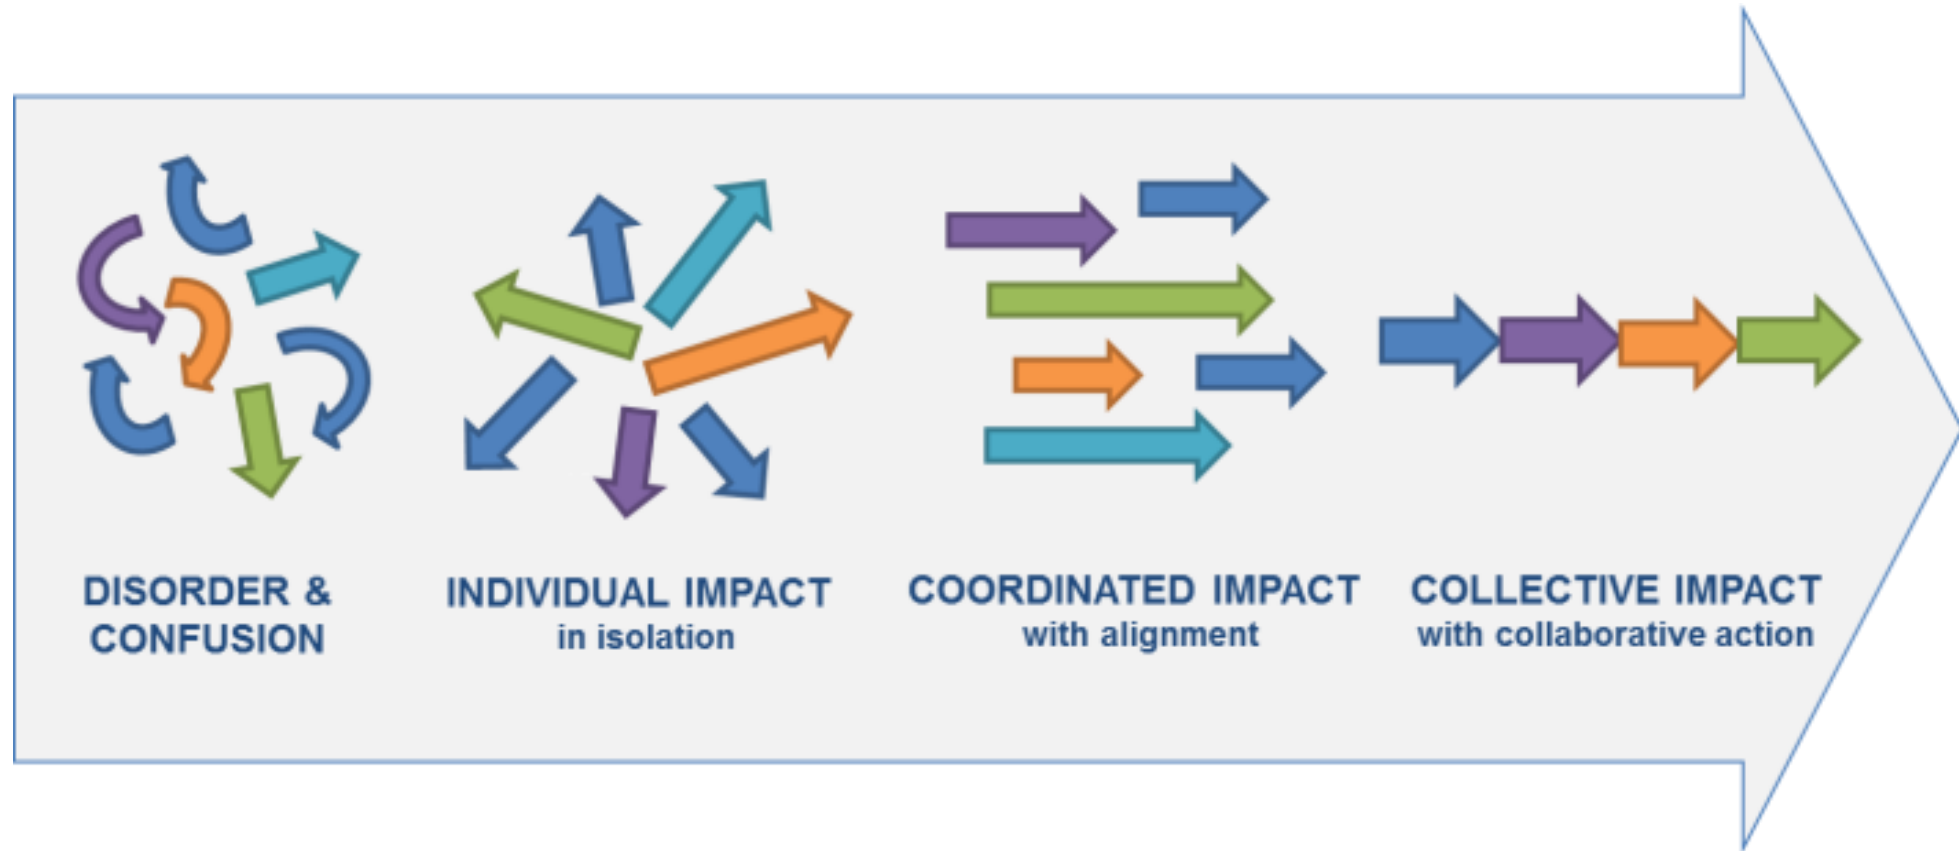 DISORDER &
CONFUSION
INDIVIDUAL IMPACT
in isolation
COORDINATED IMPACT
with alignment
COLLECTIVE IMPACT
with collaborative action